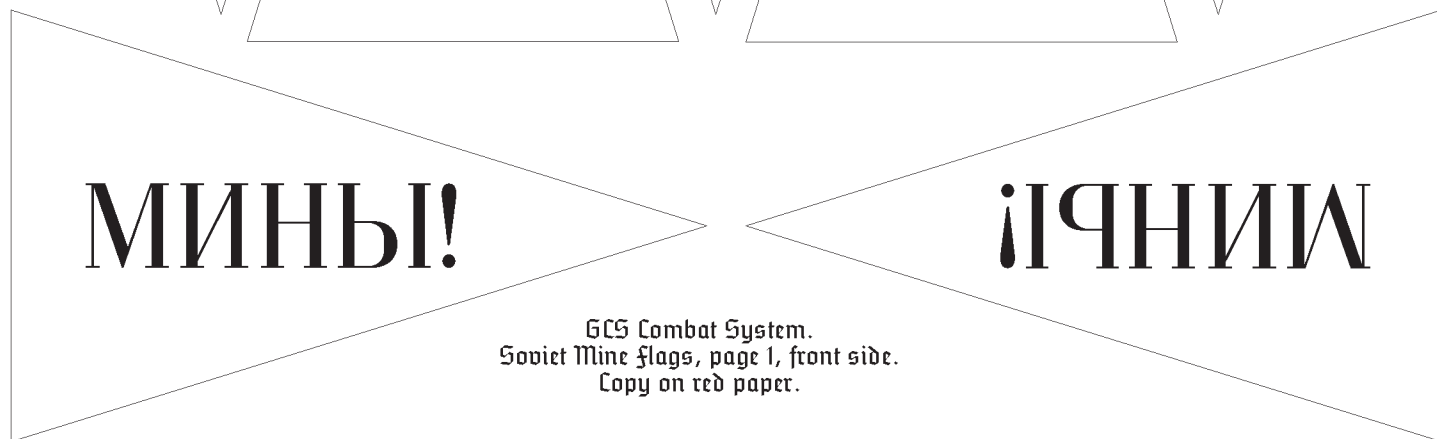 МИНЫ!
МИНЫ!
GCS Combat System.
Soviet Mine Flags, page 1, front side.
Copy on red paper.